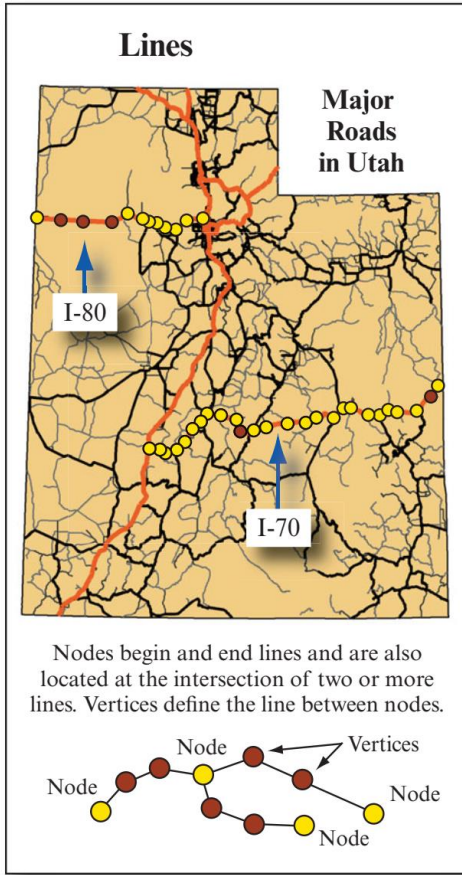 Lines
Major
Roads
in Utah
I-80
I-70
Nodes begin and end lines and are also
located at the intersection of two or more
lines. Vertices define the line between nodes.
Node
Vertices
Node
Node
Node